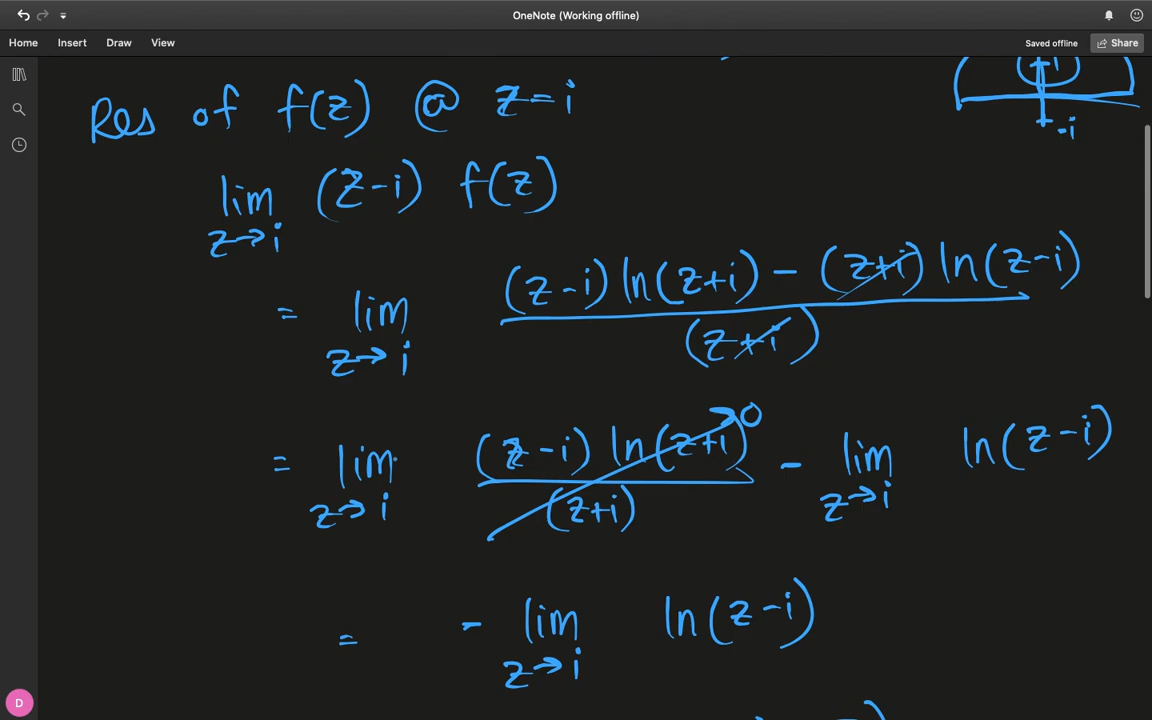 OneNote (Working offline)
Home Insert Draw View Saved offline Share
Res of f(z) @ z = i
i
-i
lim (z-i) f(z)
z→i
= lim (z-i) ln(z+i) - (z+i) ln(z-i)
z→i (z+i)
= lim (z-i) ln(z+i) 0 - lim ln(z-i)
z→i (z+i) z→i
= - lim ln(z-i)
z→i
D